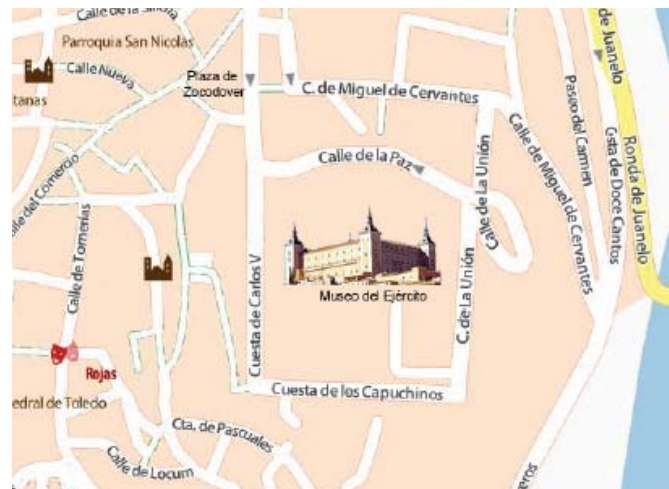 Calle de la Sillería
Parroquia San Nicolás
Calle Nueva
tanas
Plaza de
Zocodover
C. de Miguel de Cervantes
de Juanelo
Paseo del Carmen
Csta de Doce Cantos
Ronda de Juanelo
Calle de la Paz
Calle de La Unión
Calle de Miguel de Cervantes
Calle del Comercio
Calle de Tornerías
Museo del Ejército
C. de La Unión
Cuesta de Carlos V
Rojas
Cuesta de los Capuchinos
edral de Toledo
Cta. de Pascuales
Calle de Locum
eros